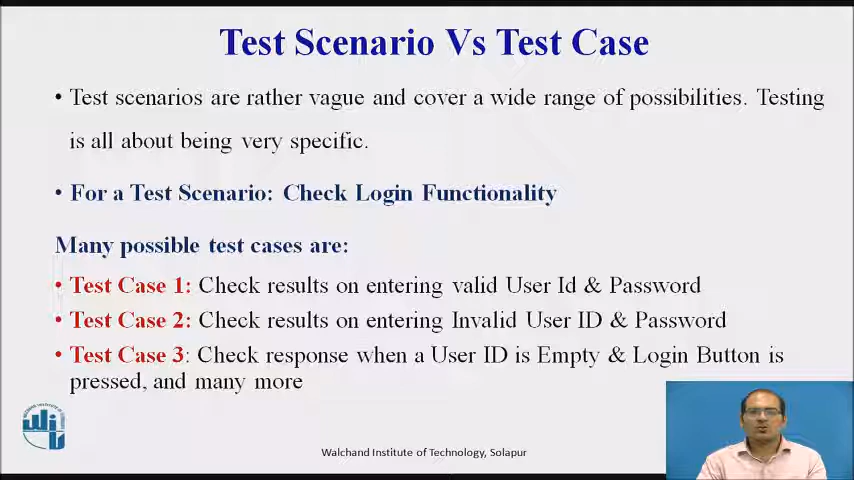 Test Scenario Vs Test Case
• Test scenarios are rather vague and cover a wide range of possibilities. Testing
is all about being very specific.
• For a Test Scenario: Check Login Functionality
Many possible test cases are:
• Test Case 1: Check results on entering valid User Id & Password
• Test Case 2: Check results on entering Invalid User ID & Password
• Test Case 3: Check response when a User ID is Empty & Login Button is
pressed, and many more
Walchand Institute of Technology, Solapur